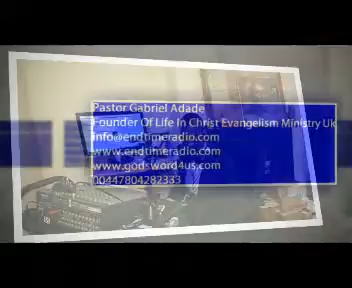 Pastor Gabriel Adade
Founder Of Life In Christ Evangelism Ministry Uk
info@endtimeradio.com
www.endtimeradio.com
www.godsword4us.com
00447804282333